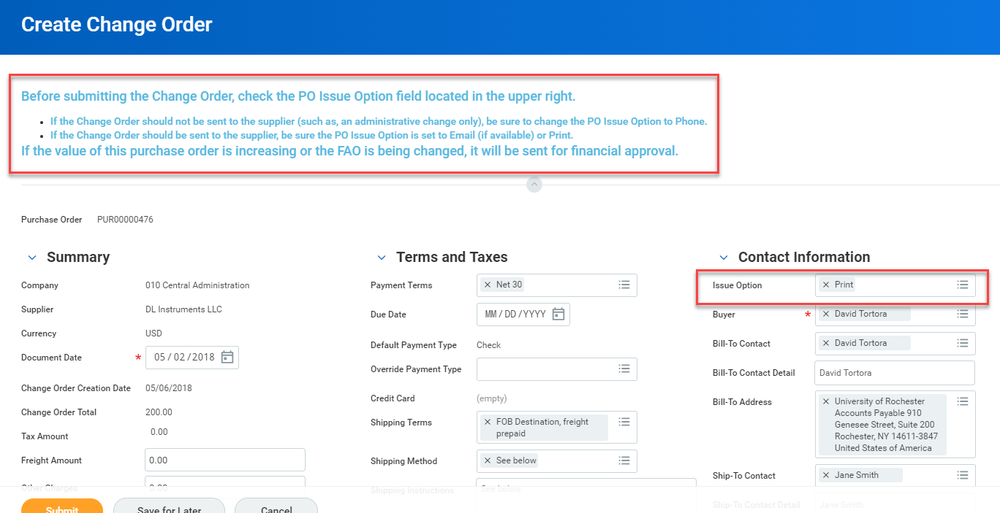 Create Change Order
Before submitting the Change Order, check the PO Issue Option field located in the upper right.
If the Change Order should not be sent to the supplier (such as, an administrative change only), be sure to change the PO Issue Option to Phone.
If the Change Order should be sent to the supplier, be sure the PO Issue Option is set to Email (if available) or Print.
If the value of this purchase order is increasing or the FAO is being changed, it will be sent for financial approval.
Purchase Order PUR00000476
Summary
Company 010 Central Administration
Supplier DL Instruments LLC
Currency USD
Document Date * 05 / 02 / 2018
Change Order Creation Date 05/06/2018
Change Order Total 200.00
Tax Amount 0.00
Freight Amount 0.00
Other Charges 0.00
Terms and Taxes
Payment Terms × Net 30
Due Date MM / DD / YYYY
Default Payment Type Check
Override Payment Type
Credit Card (empty)
Shipping Terms × FOB Destination, freight
prepaid
Shipping Method × See below
Shipping Instructions See below
Contact Information
Issue Option × Print
Buyer * × David Tortora
Bill-To Contact × David Tortora
Bill-To Contact Detail David Tortora
Bill-To Address × University of Rochester
Accounts Payable 910
Genesee Street, Suite 200
Rochester, NY 14611-3847
United States of America
Ship-To Contact × Jane Smith
Ship-To Contact Detail Jane Smith
Submit Save for Later Cancel